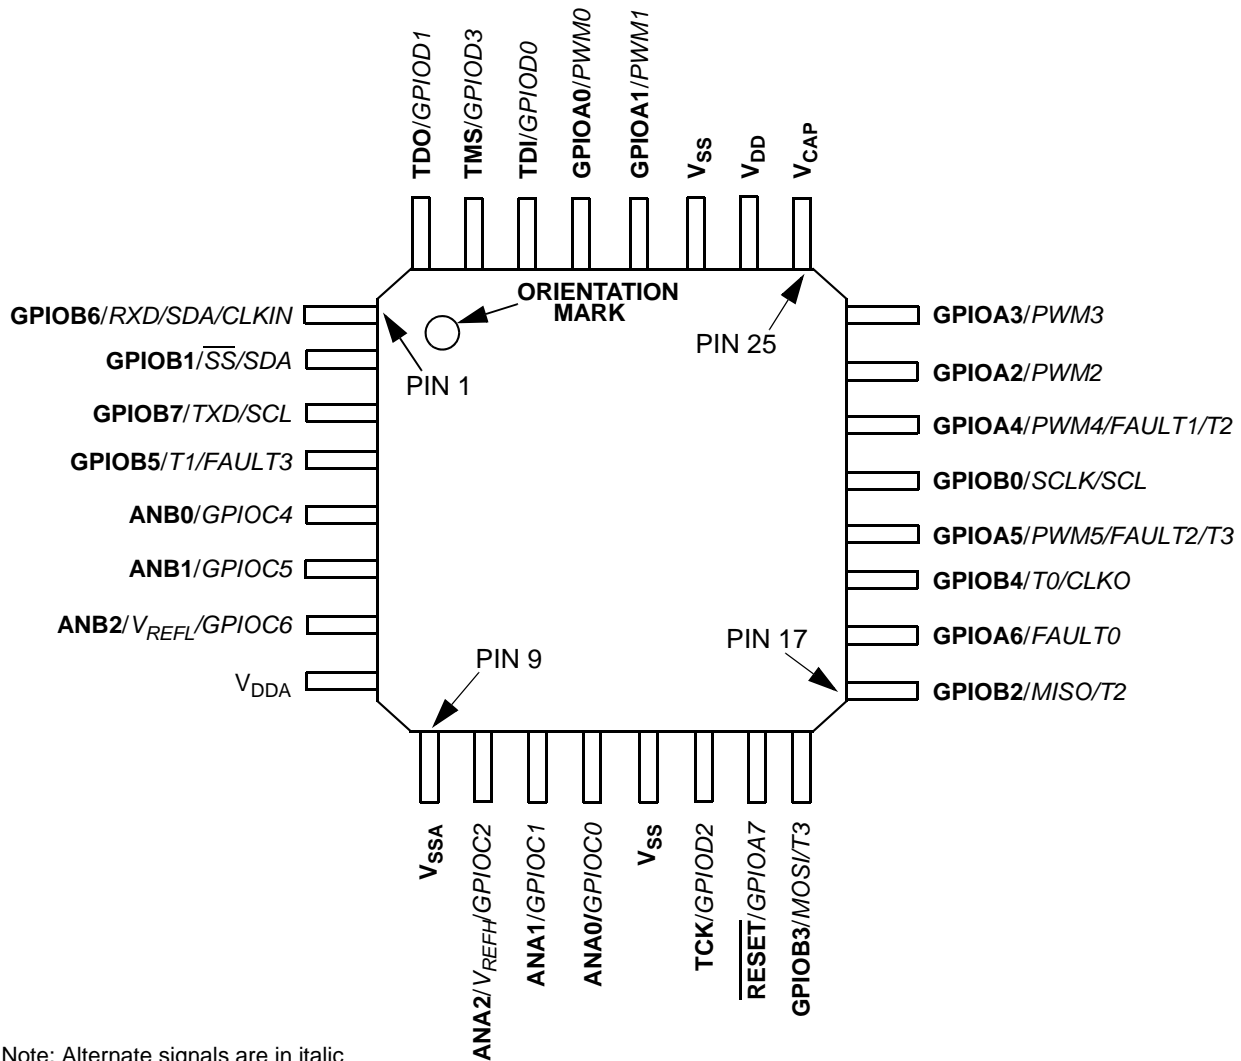 TDO/GPIOD1
TMS/GPIOD3
TDI/GPIOD0
GPIOA0/PWM0
GPIOA1/PWM1
VSS
VDD
VCAP
ORIENTATION
MARK
PIN 1
PIN 25
GPIOB6/RXD/SDA/CLKIN
GPIOB1/S̅S̅/SDA
GPIOB7/TXD/SCL
GPIOB5/T1/FAULT3
ANB0/GPIOC4
ANB1/GPIOC5
ANB2/VREFL/GPIOC6
VDDA
GPIOA3/PWM3
GPIOA2/PWM2
GPIOA4/PWM4/FAULT1/T2
GPIOB0/SCLK/SCL
GPIOA5/PWM5/FAULT2/T3
GPIOB4/T0/CLKO
GPIOA6/FAULT0
GPIOB2/MISO/T2
PIN 9
PIN 17
VSSA
ANA2/VREFH/GPIOC2
ANA1/GPIOC1
ANA0/GPIOC0
VSS
TCK/GPIOD2
R̅E̅S̅E̅T̅/GPIOA7
GPIOB3/MOSI/T3
Note: Alternate signals are in italic